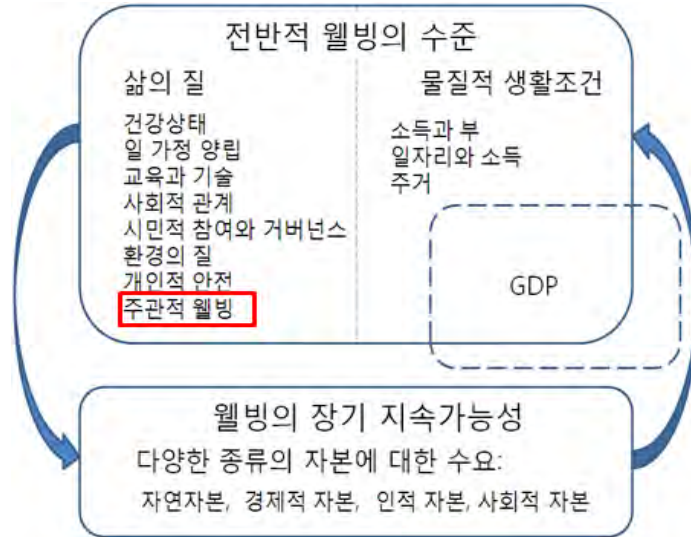 전반적 웰빙의 수준
삶의 질
건강상태
일 가정 양립
교육과 기술
사회적 관계
시민적 참여와 거버넌스
환경의 질
개인적 안전
주관적 웰빙
물질적 생활조건
소득과 부
일자리와 소득
주거
GDP
웰빙의 장기 지속가능성
다양한 종류의 자본에 대한 수요:
자연자본, 경제적 자본, 인적 자본, 사회적 자본